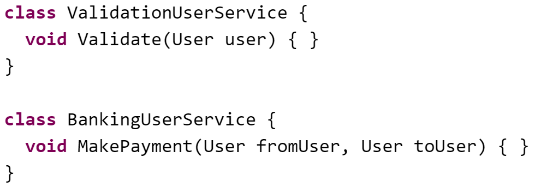 class ValidationUserService {
  void Validate(User user) { }
}
class BankingUserService {
  void MakePayment(User fromUser, User toUser) { }
}